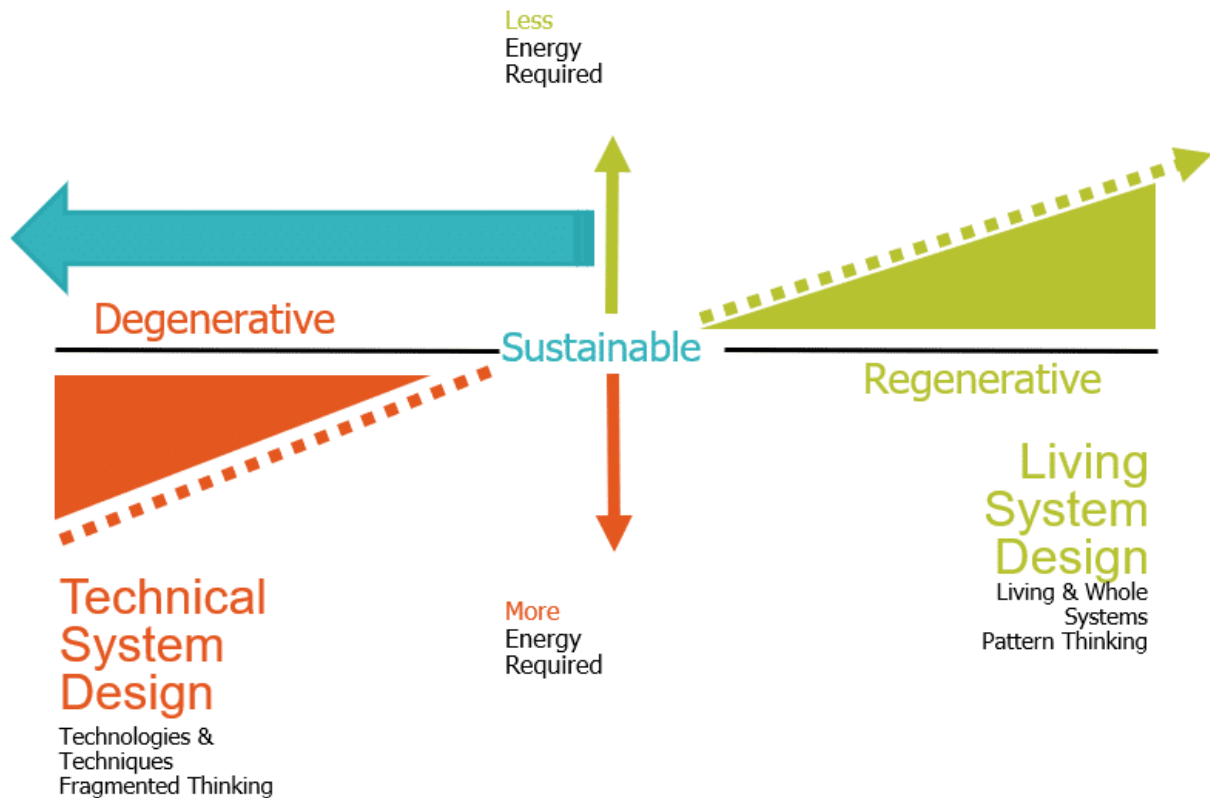 Less
Energy
Required
Degenerative
Sustainable
Regenerative
Living
System
Design
Living & Whole
Systems
Pattern Thinking
Technical
System
Design
Technologies &
Techniques
Fragmented Thinking
More
Energy
Required